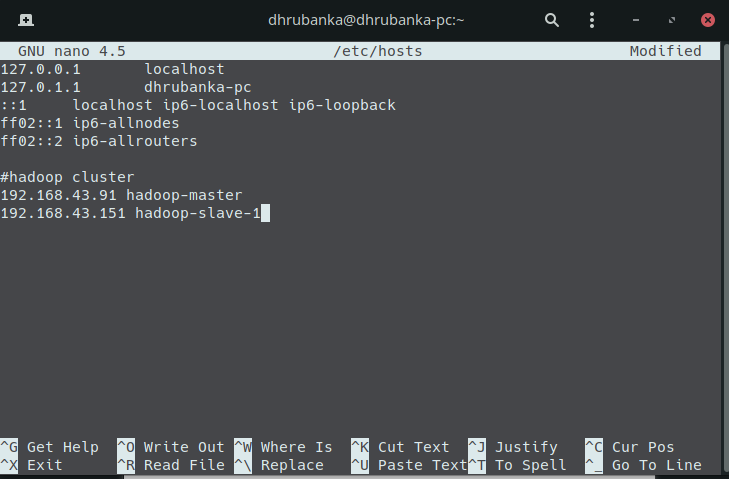 dhrubanka@dhrubanka-pc:~
GNU nano 4.5 /etc/hosts Modified
127.0.0.1 localhost
127.0.1.1 dhrubanka-pc
::1 localhost ip6-localhost ip6-loopback
ff02::1 ip6-allnodes
ff02::2 ip6-allrouters

#hadoop cluster
192.168.43.91 hadoop-master
192.168.43.151 hadoop-slave-1
^G Get Help ^O Write Out ^W Where Is ^K Cut Text ^J Justify ^C Cur Pos
^X Exit ^R Read File ^\ Replace ^U Paste Text ^T To Spell ^_ Go To Line